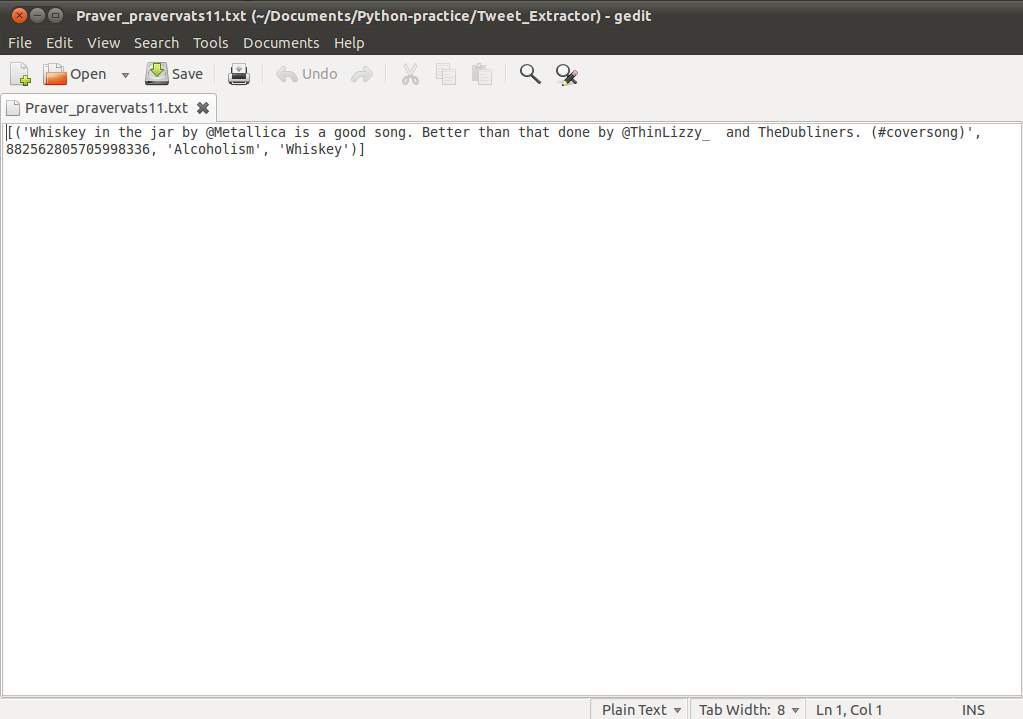 Praver_pravervats11.txt (~/Documents/Python-practice/Tweet_Extractor) - gedit
File Edit View Search Tools Documents Help
Open Save Undo
Praver_pravervats11.txt
[('Whiskey in the jar by @Metallica is a good song. Better than that done by @ThinLizzy_  and TheDubliners. (#coversong)',
882562805705998336, 'Alcoholism', 'Whiskey')]
Plain Text Tab Width: 8 Ln 1, Col 1 INS